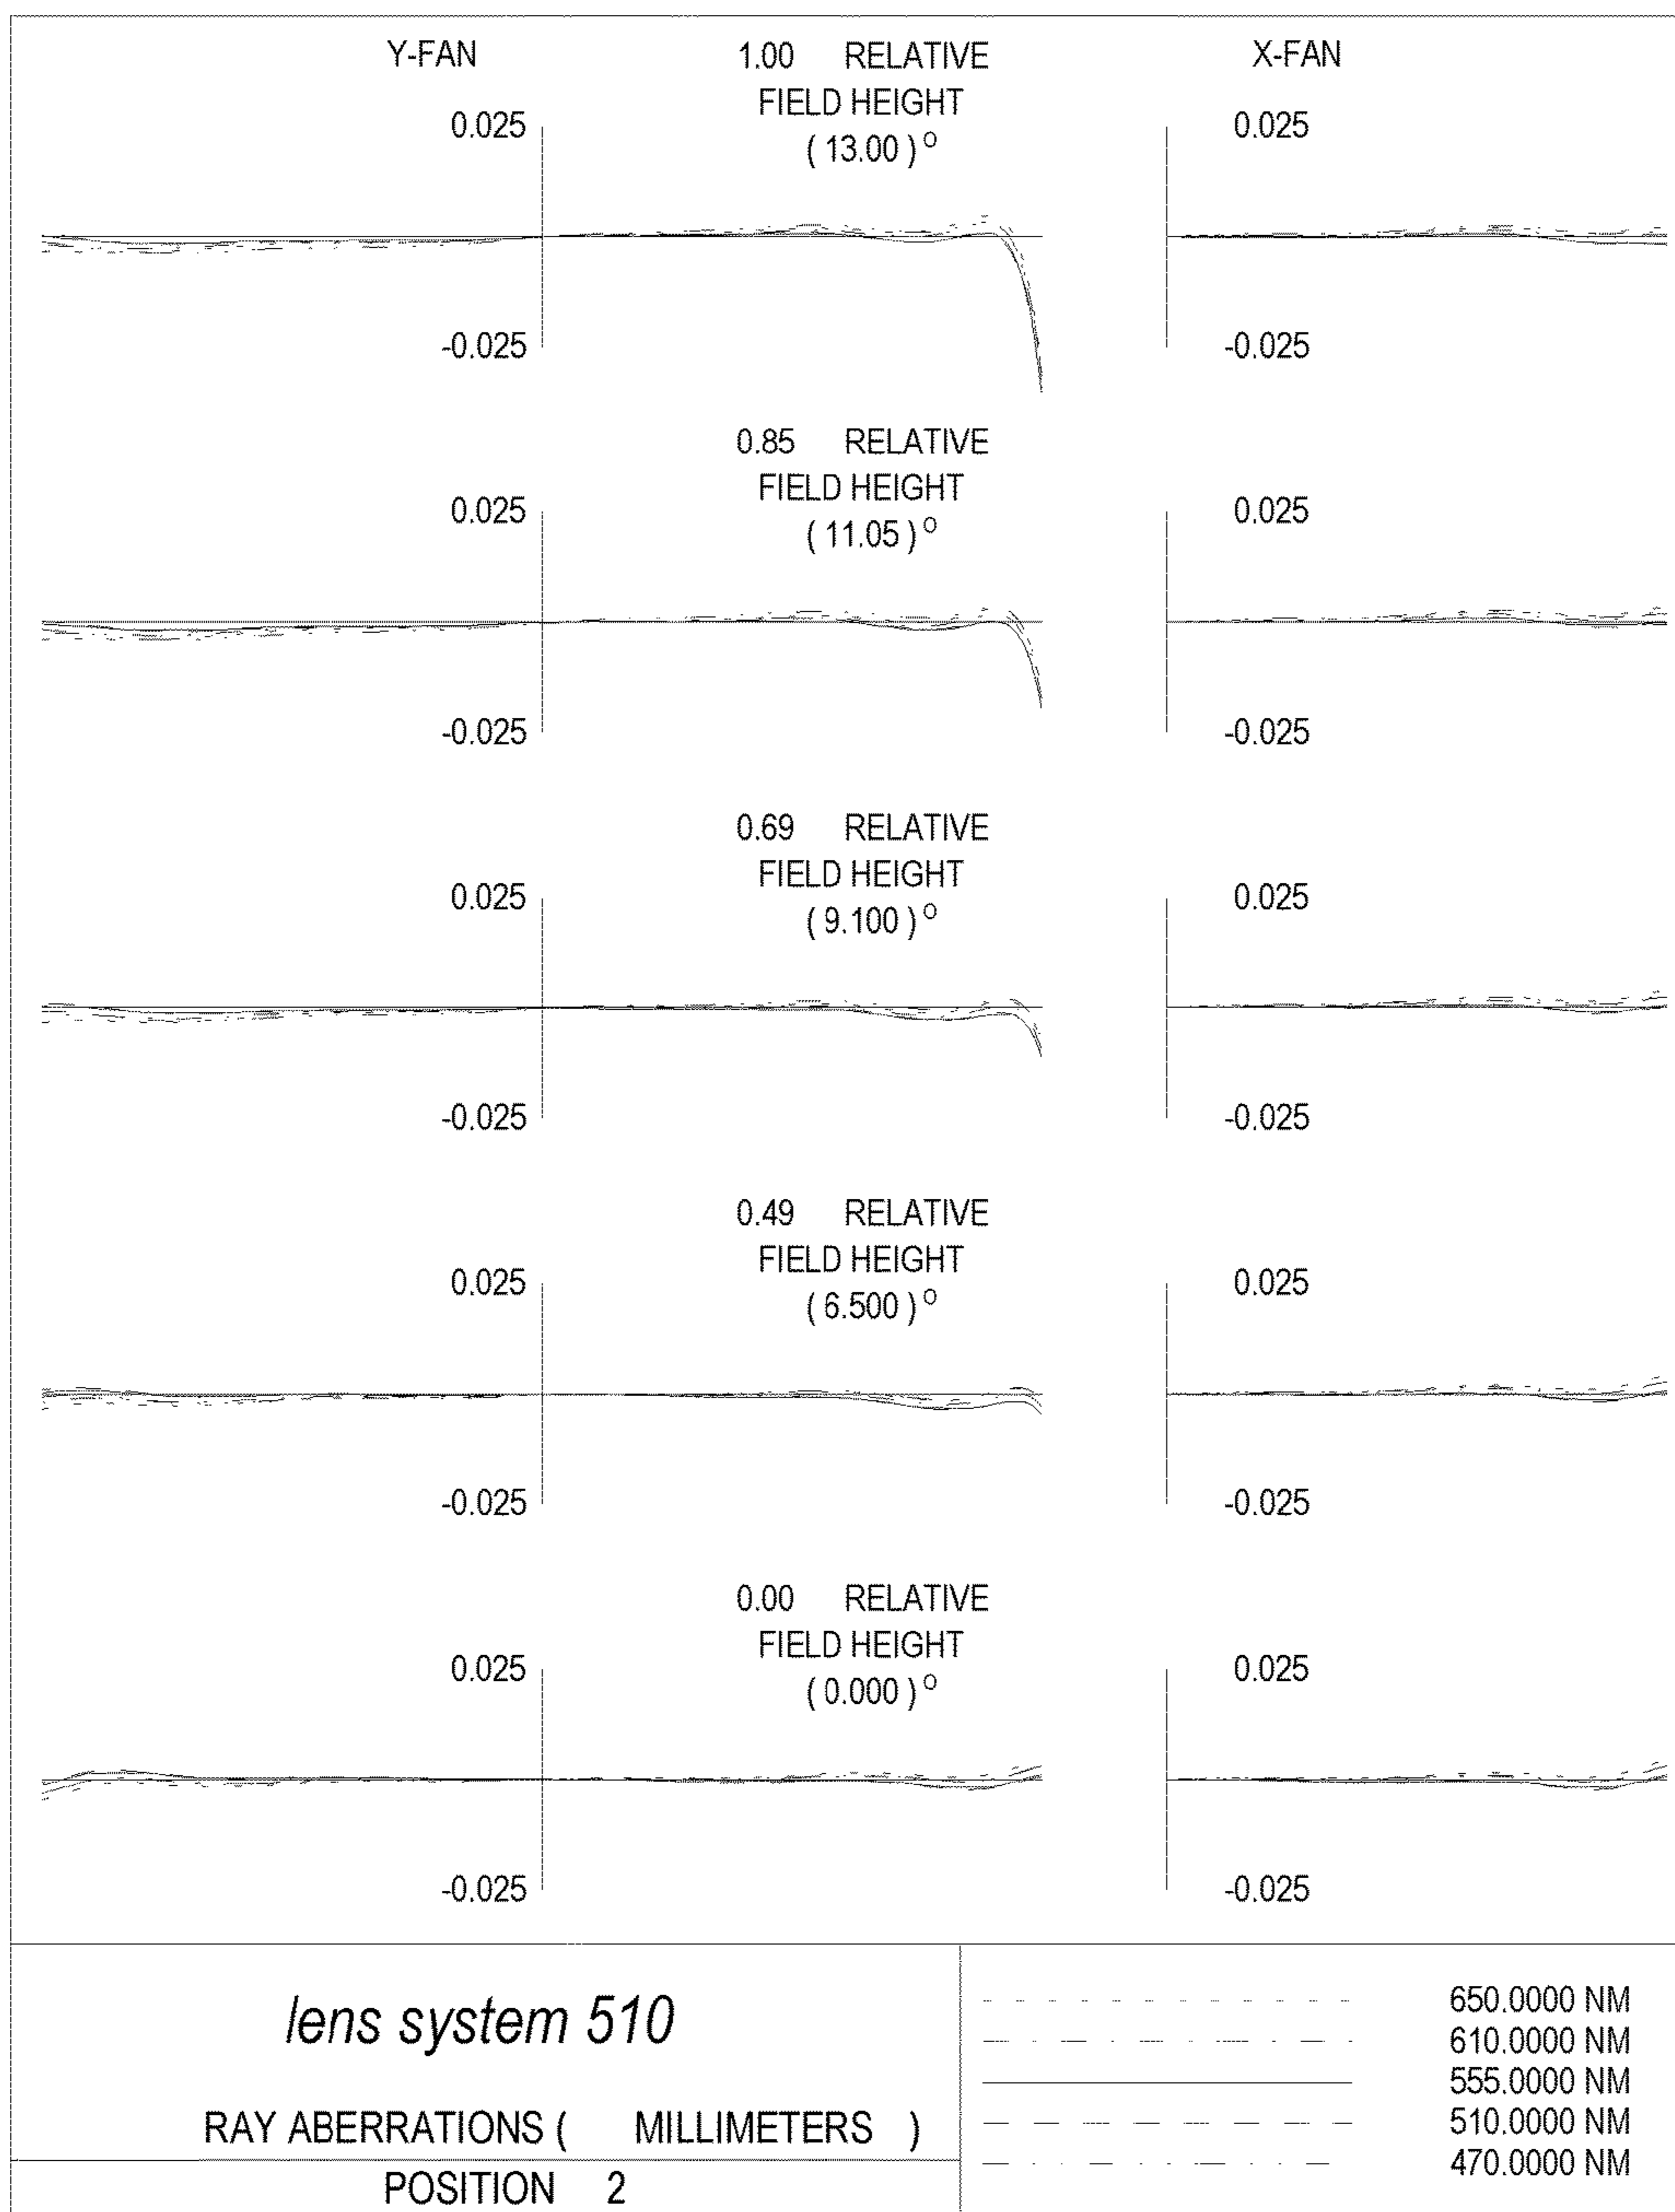 Y-FAN 1.00 RELATIVE X-FAN
FIELD HEIGHT
0.025 ( 13.00 ) O 0.025
-0.025 -0.025
0.85 RELATIVE
FIELD HEIGHT
0.025 ( 11.05 ) O 0.025
-0.025 -0.025
0.69 RELATIVE
FIELD HEIGHT
0.025 ( 9.100 ) O 0.025
-0.025 -0.025
0.49 RELATIVE
FIELD HEIGHT
0.025 ( 6.500 ) O 0.025
-0.025 -0.025
0.00 RELATIVE
FIELD HEIGHT
0.025 ( 0.000 ) O 0.025
-0.025 -0.025
lens system 510
RAY ABERRATIONS ( MILLIMETERS )
POSITION 2
650.0000 NM
610.0000 NM
555.0000 NM
510.0000 NM
470.0000 NM